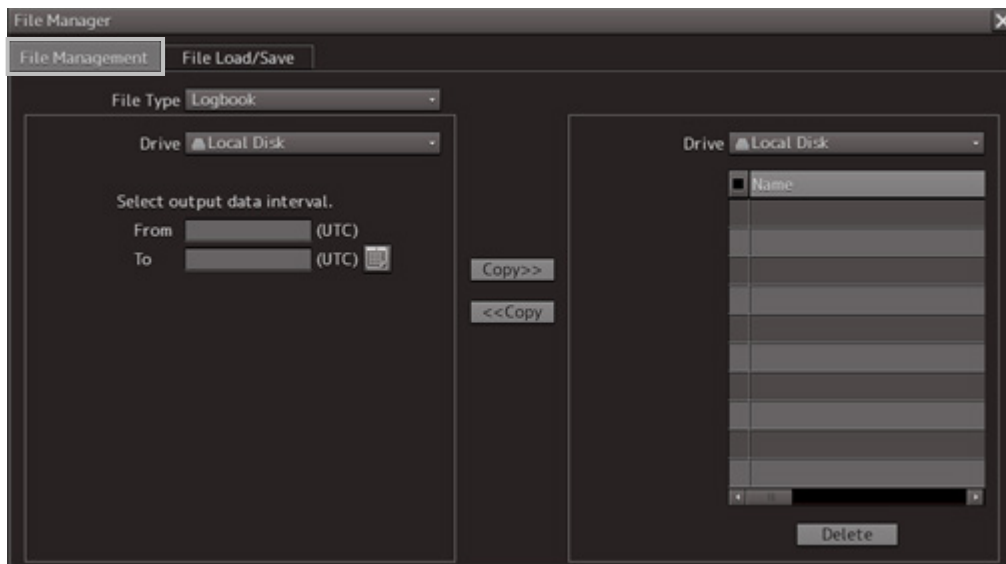 File Manager
File Management
File Load/Save
File Type Logbook
Drive Local Disk
Select output data interval.
From (UTC)
To (UTC)
Copy>>
<<Copy
Drive Local Disk
Name
Delete